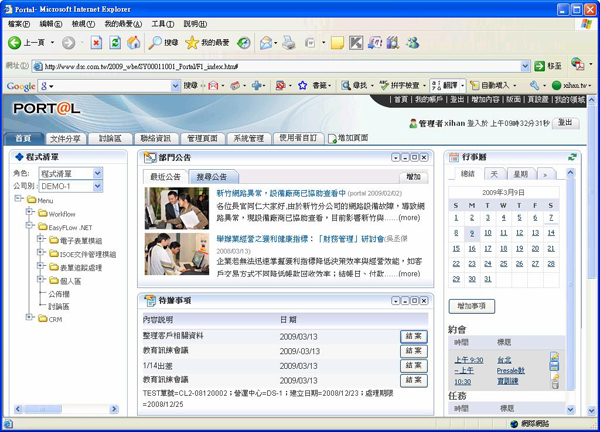 Portal- Microsoft Internet Explorer
檔案(F) 編輯(E) 檢視(V) 我的最愛(A) 工具(T) 說明(H)
上一頁 搜尋 我的最愛
網址(D) http://www.dsc.com.tw/2009_wbe/SY00011001_Portal/F1_index.htm# 移至
Google 搜尋 書籤 尋找 拼字檢查 翻譯 自動填入 xihan.tw
首頁 | 我的帳戶 | 登出 | 增加內容 | 版面 | 頁設置 | 我的領域
PORT@L
管理者 xihan 登入於 上午09時32分31秒 登出
首頁 文件分享 討論區 聯絡資訊 管理頁面 系統管理 使用者自訂 增加頁面
程式清單
角色: 程式清單
公司別: DEMO-1
Menu
Workflow
EasyFLow .NET
電子表單模組
ISOE文件管理模組
表單追蹤處理
個人區
公佈欄
討論區
CRM
部門公告
最近公告 搜尋公告 增加
新竹網路異常，設備廠商已協助查看中 (portal 2009/02/02)
各位長官同仁大家好,由於新竹分公司的網路設備故障，導致網路異常，現設備廠商已協助查看，目前影響新竹與......(more)
舉辦業經營之獲利健康指標：「財務管理」研討會(吳丞傑 2009/03/13)
企業若無法迅速掌握獲利指標降低決策效率與經營效能，如客戶交易方式不同降低帳款回收效率；結帳日、付款......(more)
待辦事項
內容說明 日期
整理客戶相關資料 2009/03/13 結案
教育訓練會議 2009/03/13 結案
1/14出差 2009/03/13 結案
教育訓練會議 2009/03/13 結案
TEST單號=CL2-08120002；營運中心=DS-1；建立日期=2008/12/23；處理期限=2008/12/25
行事曆
總結 天 星期 »
2009年3月9日
S M T W T F S
1 2 3 4 5 6 7
8 9 10 11 12 13 14
15 16 17 18 19 20 21
22 23 24 25 26 27 28
29 30 31
增加事項
約會
時間 標題
上午 9:30 – 上午 10:30 台北 Presale教育訓練
任務
時間 標題
網際網路